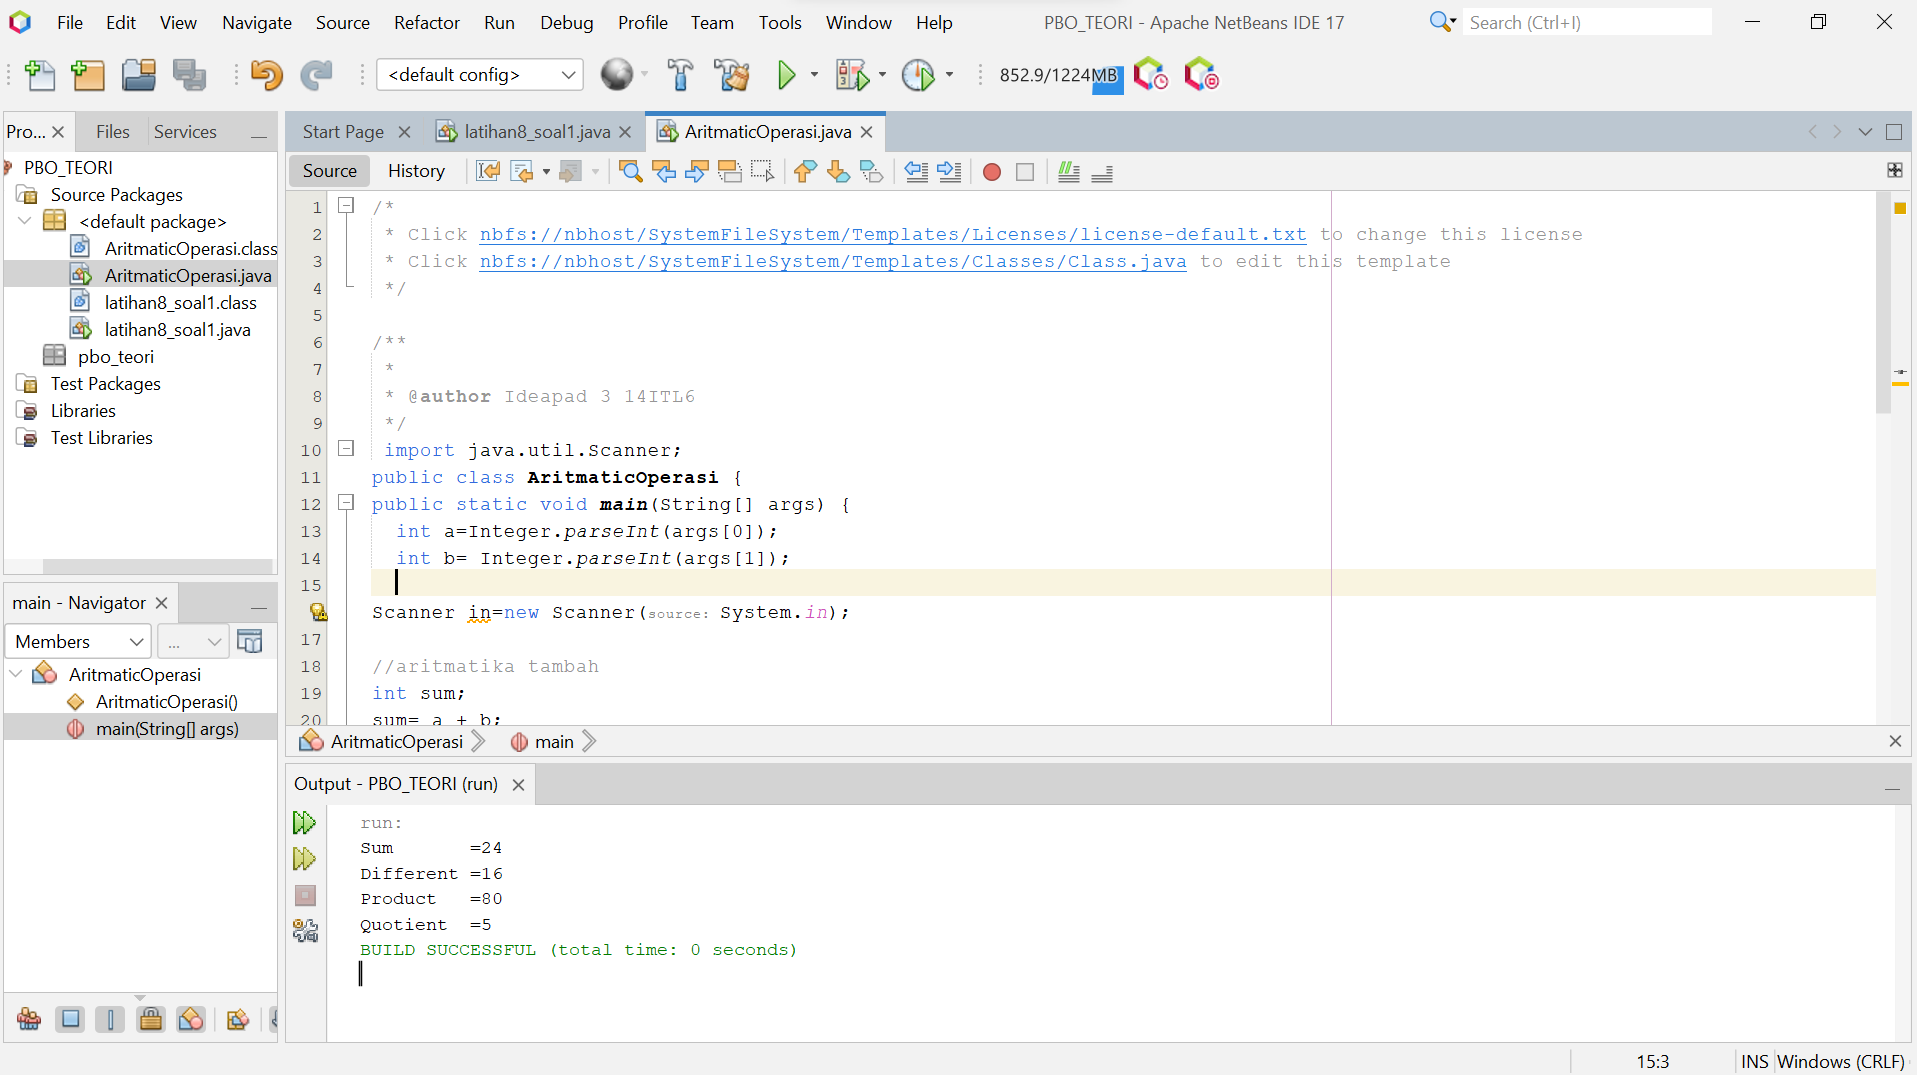 File Edit View Navigate Source Refactor Run Debug Profile Team Tools Window Help PBO_TEORI - Apache NetBeans IDE 17 Search (Ctrl+I)
<default config> 852.9/1224MB
Pro... Files Services
PBO_TEORI
Source Packages
<default package>
AritmaticOperasi.class
AritmaticOperasi.java
latihan8_soal1.class
latihan8_soal1.java
pbo_teori
Test Packages
Libraries
Test Libraries
main - Navigator
Members ...
AritmaticOperasi
AritmaticOperasi()
main(String[] args)
Start Page latihan8_soal1.java AritmaticOperasi.java
Source History
1 /*
2 * Click nbfs://nbhost/SystemFileSystem/Templates/Licenses/license-default.txt to change this license
3 * Click nbfs://nbhost/SystemFileSystem/Templates/Classes/Class.java to edit this template
4 */
5
6 /**
7 *
8 * @author Ideapad 3 14ITL6
9 */
10 import java.util.Scanner;
11 public class AritmaticOperasi {
12 public static void main(String[] args) {
13 int a=Integer.parseInt(args[0]);
14 int b= Integer.parseInt(args[1]);
15
Scanner in=new Scanner(source: System.in);
17
18 //aritmatika tambah
19 int sum;
20 sum= a + b;
AritmaticOperasi main
Output - PBO_TEORI (run)
run:
Sum =24
Different =16
Product =80
Quotient =5
BUILD SUCCESSFUL (total time: 0 seconds)
15:3 INS Windows (CRLF)